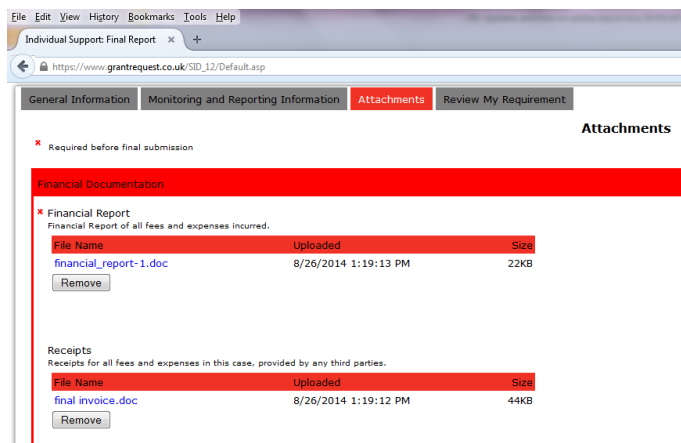 File Edit View History Bookmarks Tools Help
Individual Support: Final Report × +
https://www.grantrequest.co.uk/SID_12/Default.asp
General Information Monitoring and Reporting Information Attachments Review My Requirement
Attachments
* Required before final submission
Financial Documentation
* Financial Report
Financial Report of all fees and expenses incurred.
File Name Uploaded Size
financial_report-1.doc 8/26/2014 1:19:13 PM 22KB
Remove
Receipts
Receipts for all fees and expenses in this case, provided by any third parties.
File Name Uploaded Size
final invoice.doc 8/26/2014 1:19:12 PM 44KB
Remove